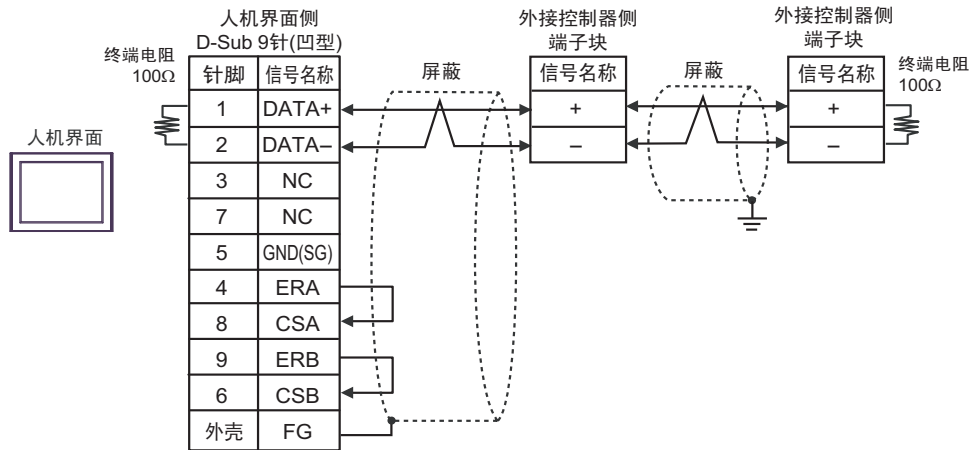 人机界面侧
D-Sub 9针(凹型)
终端电阻
100Ω
针脚 信号名称
1 DATA+
2 DATA–
3 NC
7 NC
5 GND(SG)
4 ERA
8 CSA
9 ERB
6 CSB
外壳 FG
人机界面
屏蔽
外接控制器侧
端子块
信号名称
+
–
屏蔽
外接控制器侧
端子块
信号名称
+
–
终端电阻
100Ω